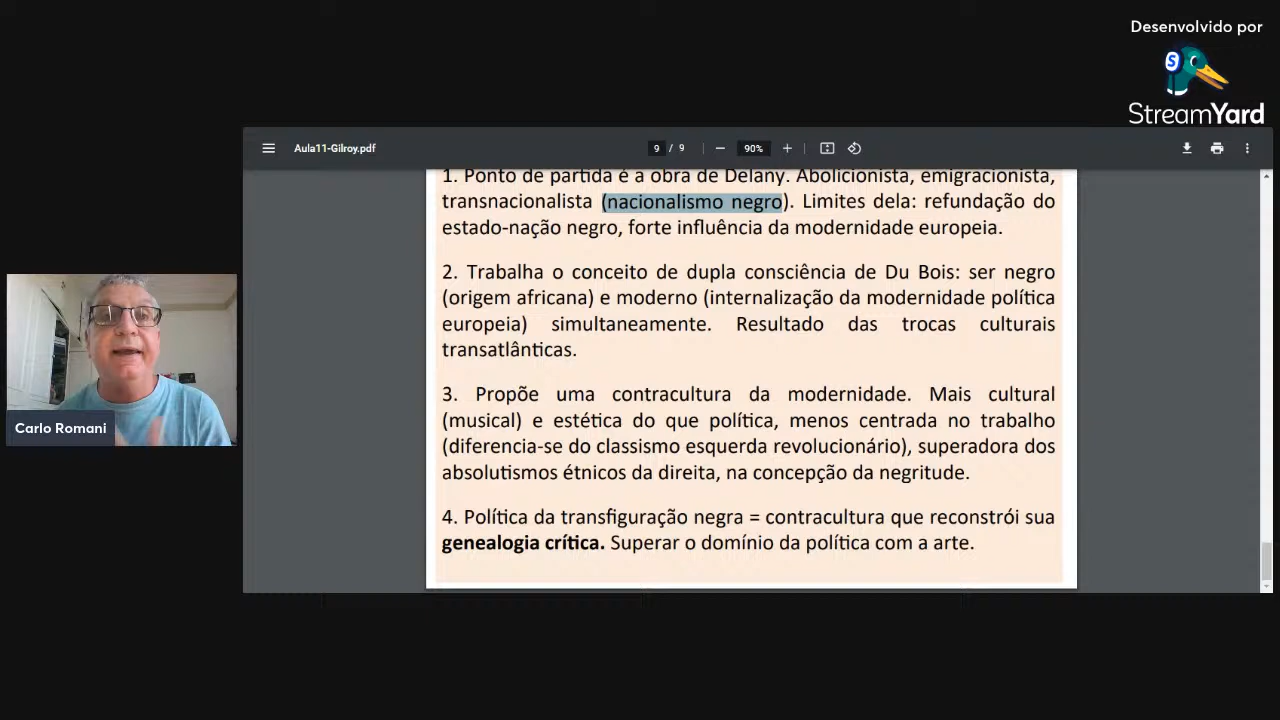 Desenvolvido por
StreamYard
Aula11-Gilroy.pdf
9 / 9
90%
1. Ponto de partida é a obra de Delany. Abolicionista, emigracionista,
transnacionalista (nacionalismo negro). Limites dela: refundação do
estado-nação negro, forte influência da modernidade europeia.
2. Trabalha o conceito de dupla consciência de Du Bois: ser negro
(origem africana) e moderno (internalização da modernidade política
europeia) simultaneamente. Resultado das trocas culturais
transatlânticas.
3. Propõe uma contracultura da modernidade. Mais cultural
(musical) e estética do que política, menos centrada no trabalho
(diferencia-se do classismo esquerda revolucionário), superadora dos
absolutismos étnicos da direita, na concepção da negritude.
4. Política da transfiguração negra = contracultura que reconstrói sua
genealogia crítica. Superar o domínio da política com a arte.
Carlo Romani